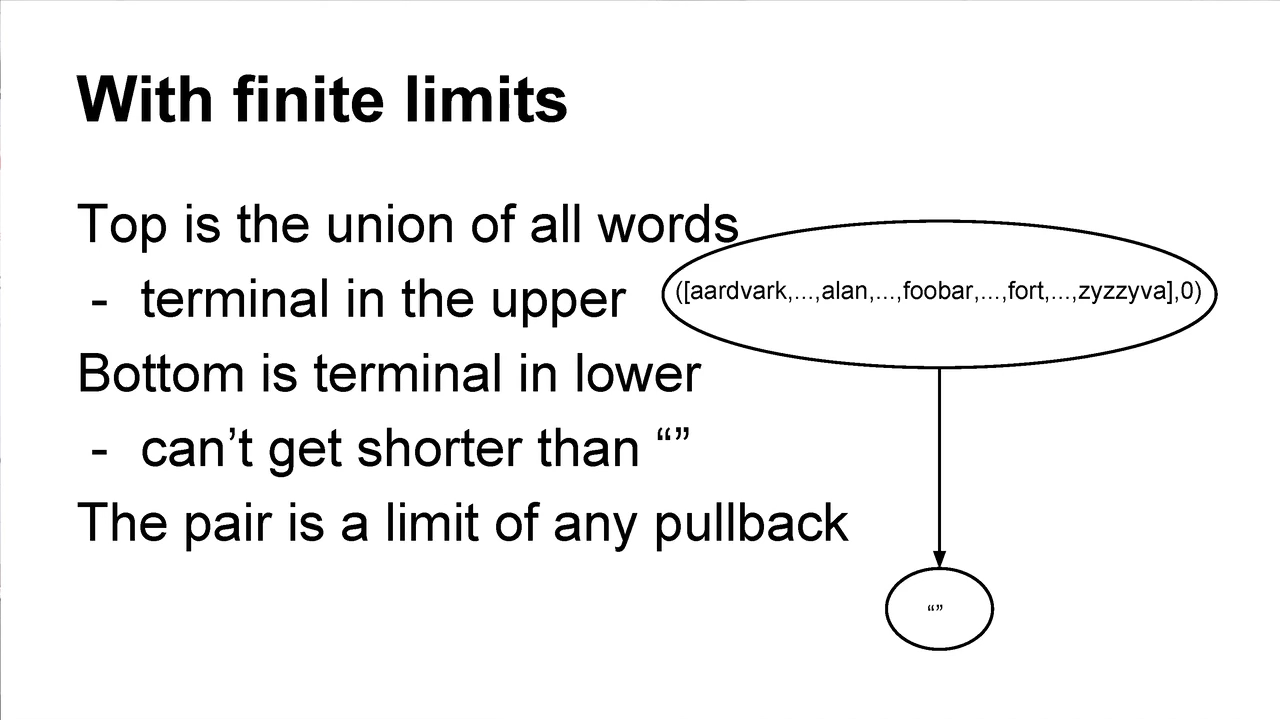 With finite limits
Top is the union of all words
- terminal in the upper
([aardvark,...,alan,...,foobar,...,fort,...,zyzzyva],0)
Bottom is terminal in lower
- can’t get shorter than “”
The pair is a limit of any pullback
“”